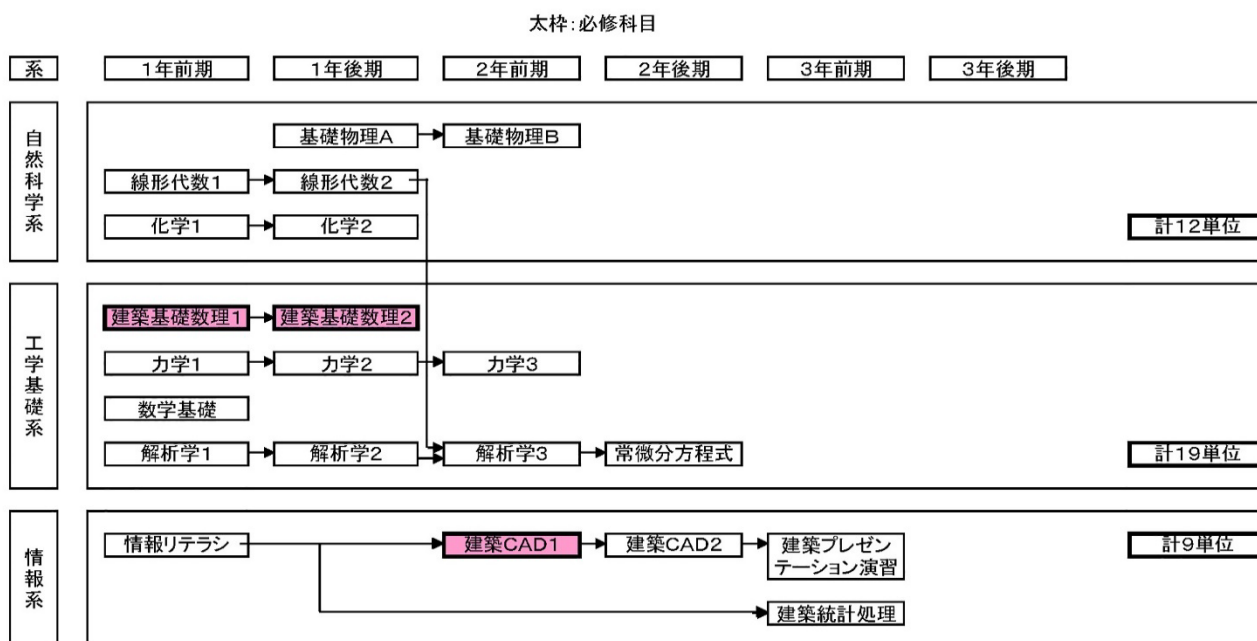 太枠:必修科目
系
1年前期
1年後期
2年前期
2年後期
3年前期
3年後期
自然科学系
基礎物理A
基礎物理B
線形代数1
線形代数2
化学1
化学2
計12単位
工学基礎系
建築基礎数理1
建築基礎数理2
力学1
力学2
力学3
数学基礎
解析学1
解析学2
解析学3
常微分方程式
計19単位
情報系
情報リテラシ
建築CAD1
建築CAD2
建築プレゼン
テーション演習
計9単位
建築統計処理